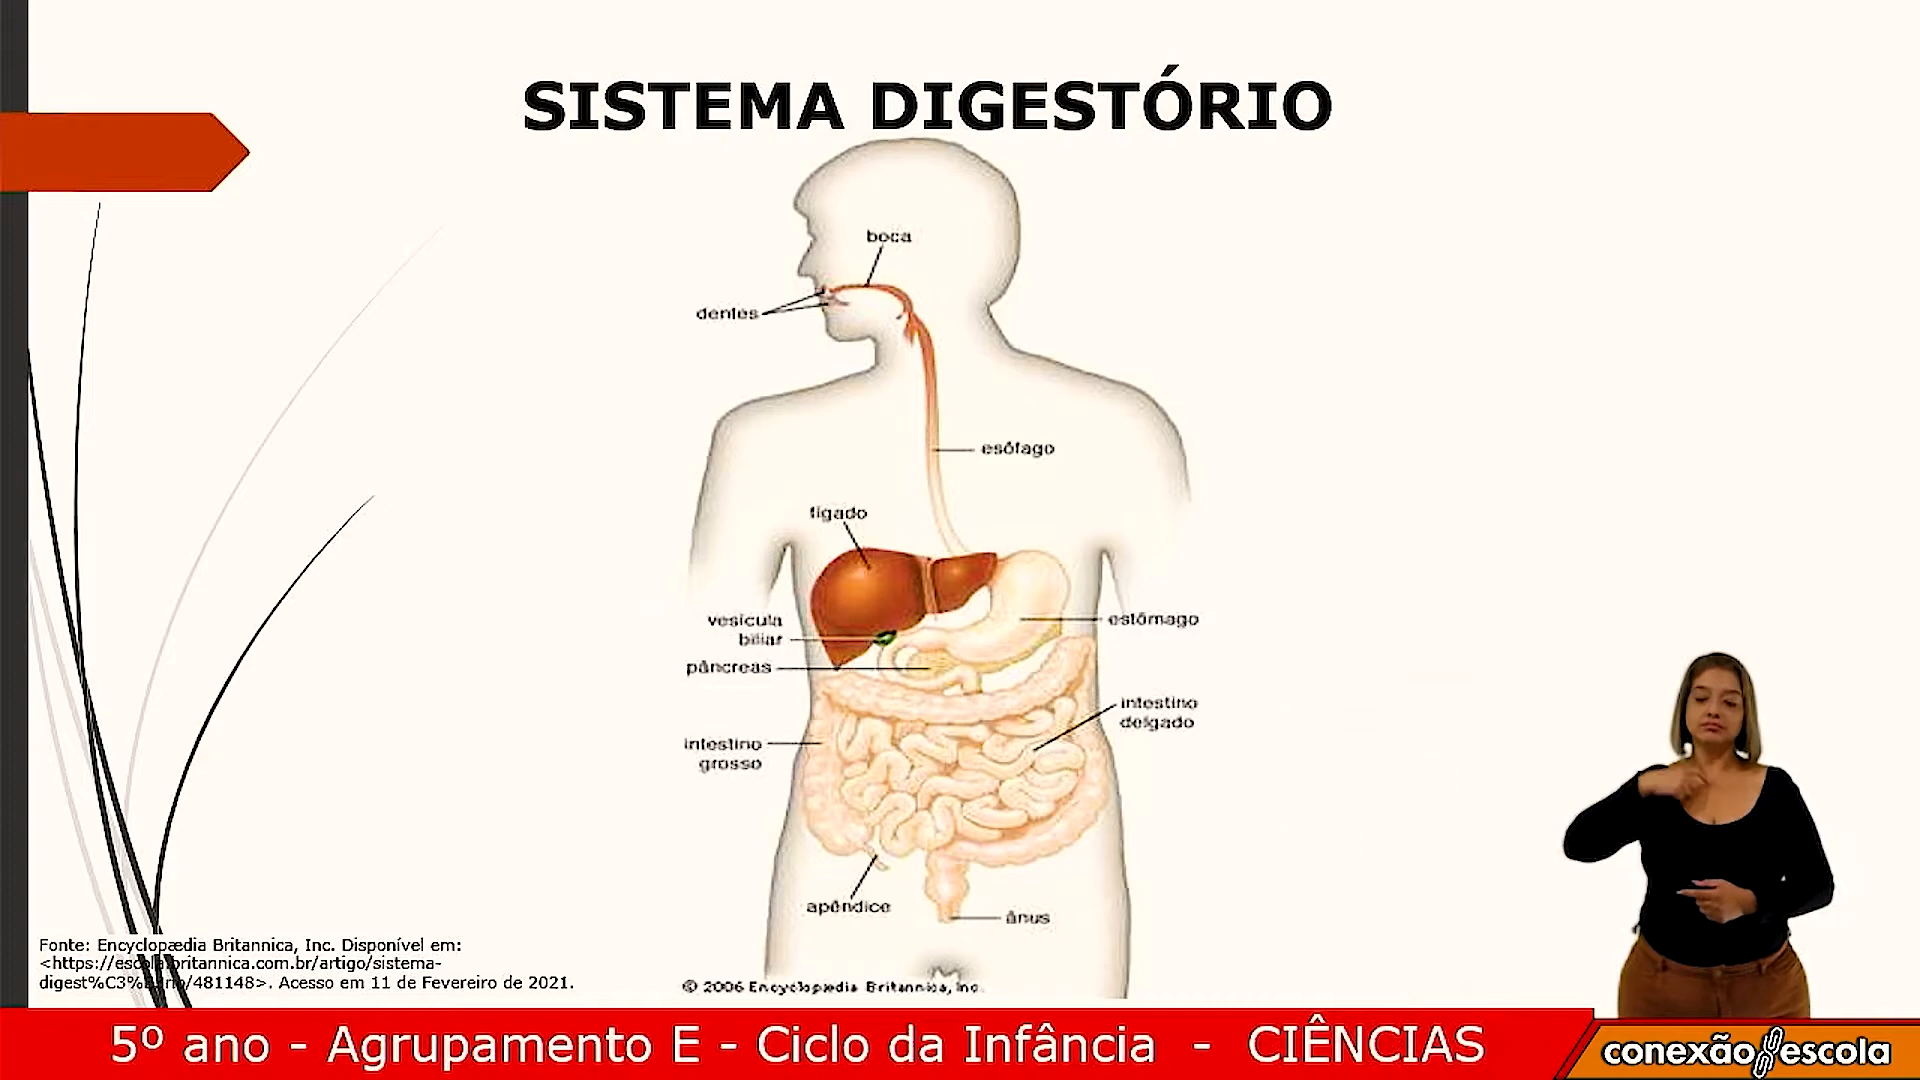 SISTEMA DIGESTÓRIO
boca
dentes
esôfago
fígado
vesícula
biliar
estômago
pâncreas
intestino
delgado
intestino
grosso
apêndice
ânus
Fonte: Encyclopædia Britannica, Inc. Disponível em:
<https://escola.britannica.com.br/artigo/sistema-
digest%C3%B3rio/481148>. Acesso em 11 de Fevereiro de 2021.
© 2006 Encyclopædia Britannica, Inc.
5º ano - Agrupamento E - Ciclo da Infância - CIÊNCIAS
conexão escola